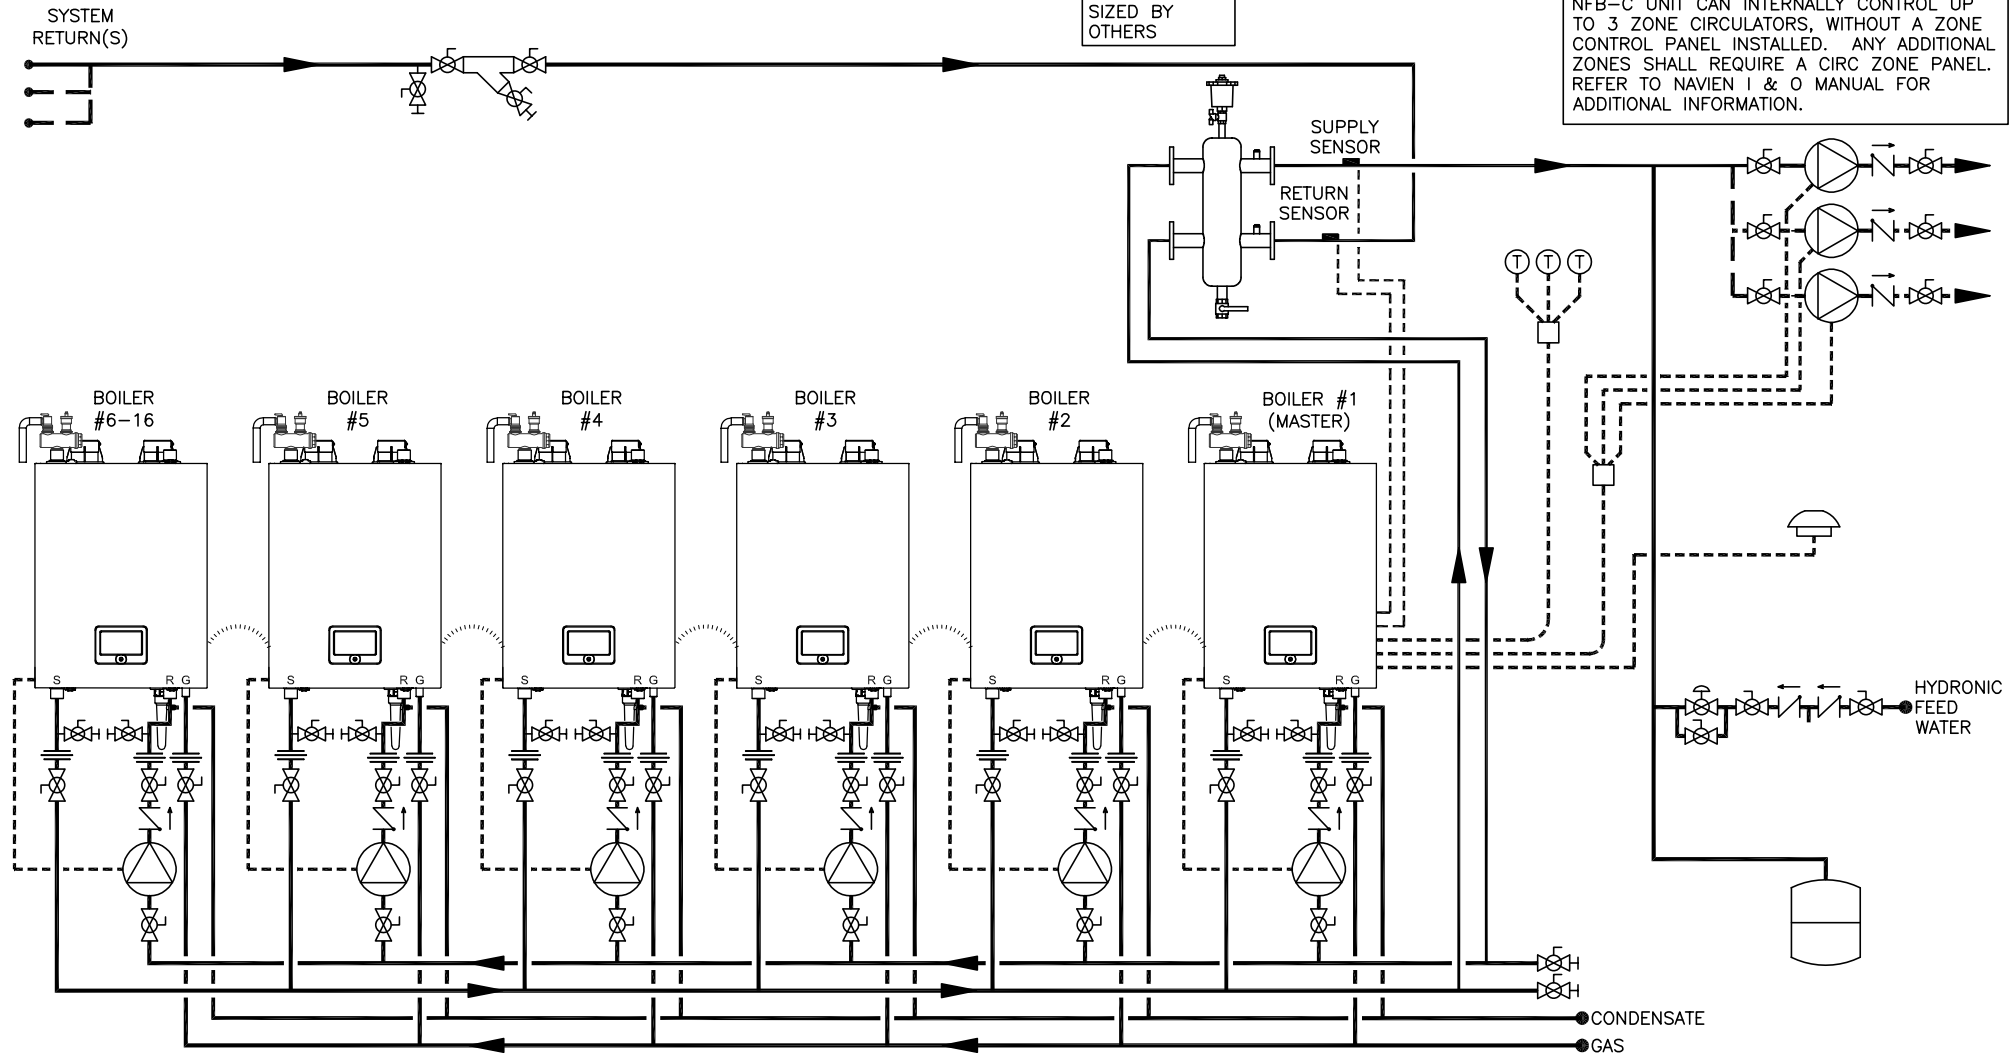 SYSTEM
RETURN(S)
SIZED BY
OTHERS
NFB-C UNIT CAN INTERNALLY CONTROL UP
TO 3 ZONE CIRCULATORS, WITHOUT A ZONE
CONTROL PANEL INSTALLED. ANY ADDITIONAL
ZONES SHALL REQUIRE A CIRC ZONE PANEL.
REFER TO NAVIEN I & O MANUAL FOR
ADDITIONAL INFORMATION.
SUPPLY
SENSOR
RETURN
SENSOR
T T T
BOILER
#6-16
BOILER
#5
BOILER
#4
BOILER
#3
BOILER
#2
BOILER #1
(MASTER)
S R G
S R G
S R G
S R G
S R G
S R G
HYDRONIC
FEED
WATER
CONDENSATE
GAS